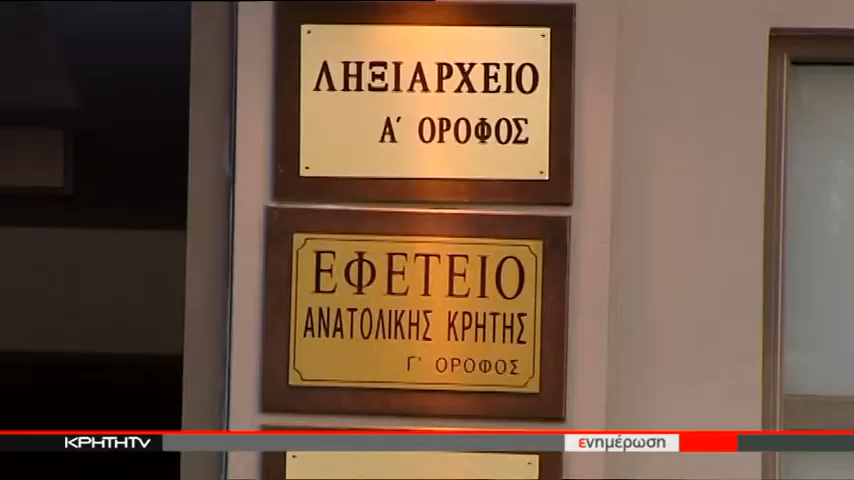 ΛΗΞΙΑΡΧΕΙΟ
Α΄ ΟΡΟΦΟΣ
ΕΦΕΤΕΙΟ
ΑΝΑΤΟΛΙΚΗΣ ΚΡΗΤΗΣ
Γ΄ ΟΡΟΦΟΣ
ΚΡΗΤΗTV
ενημέρωση